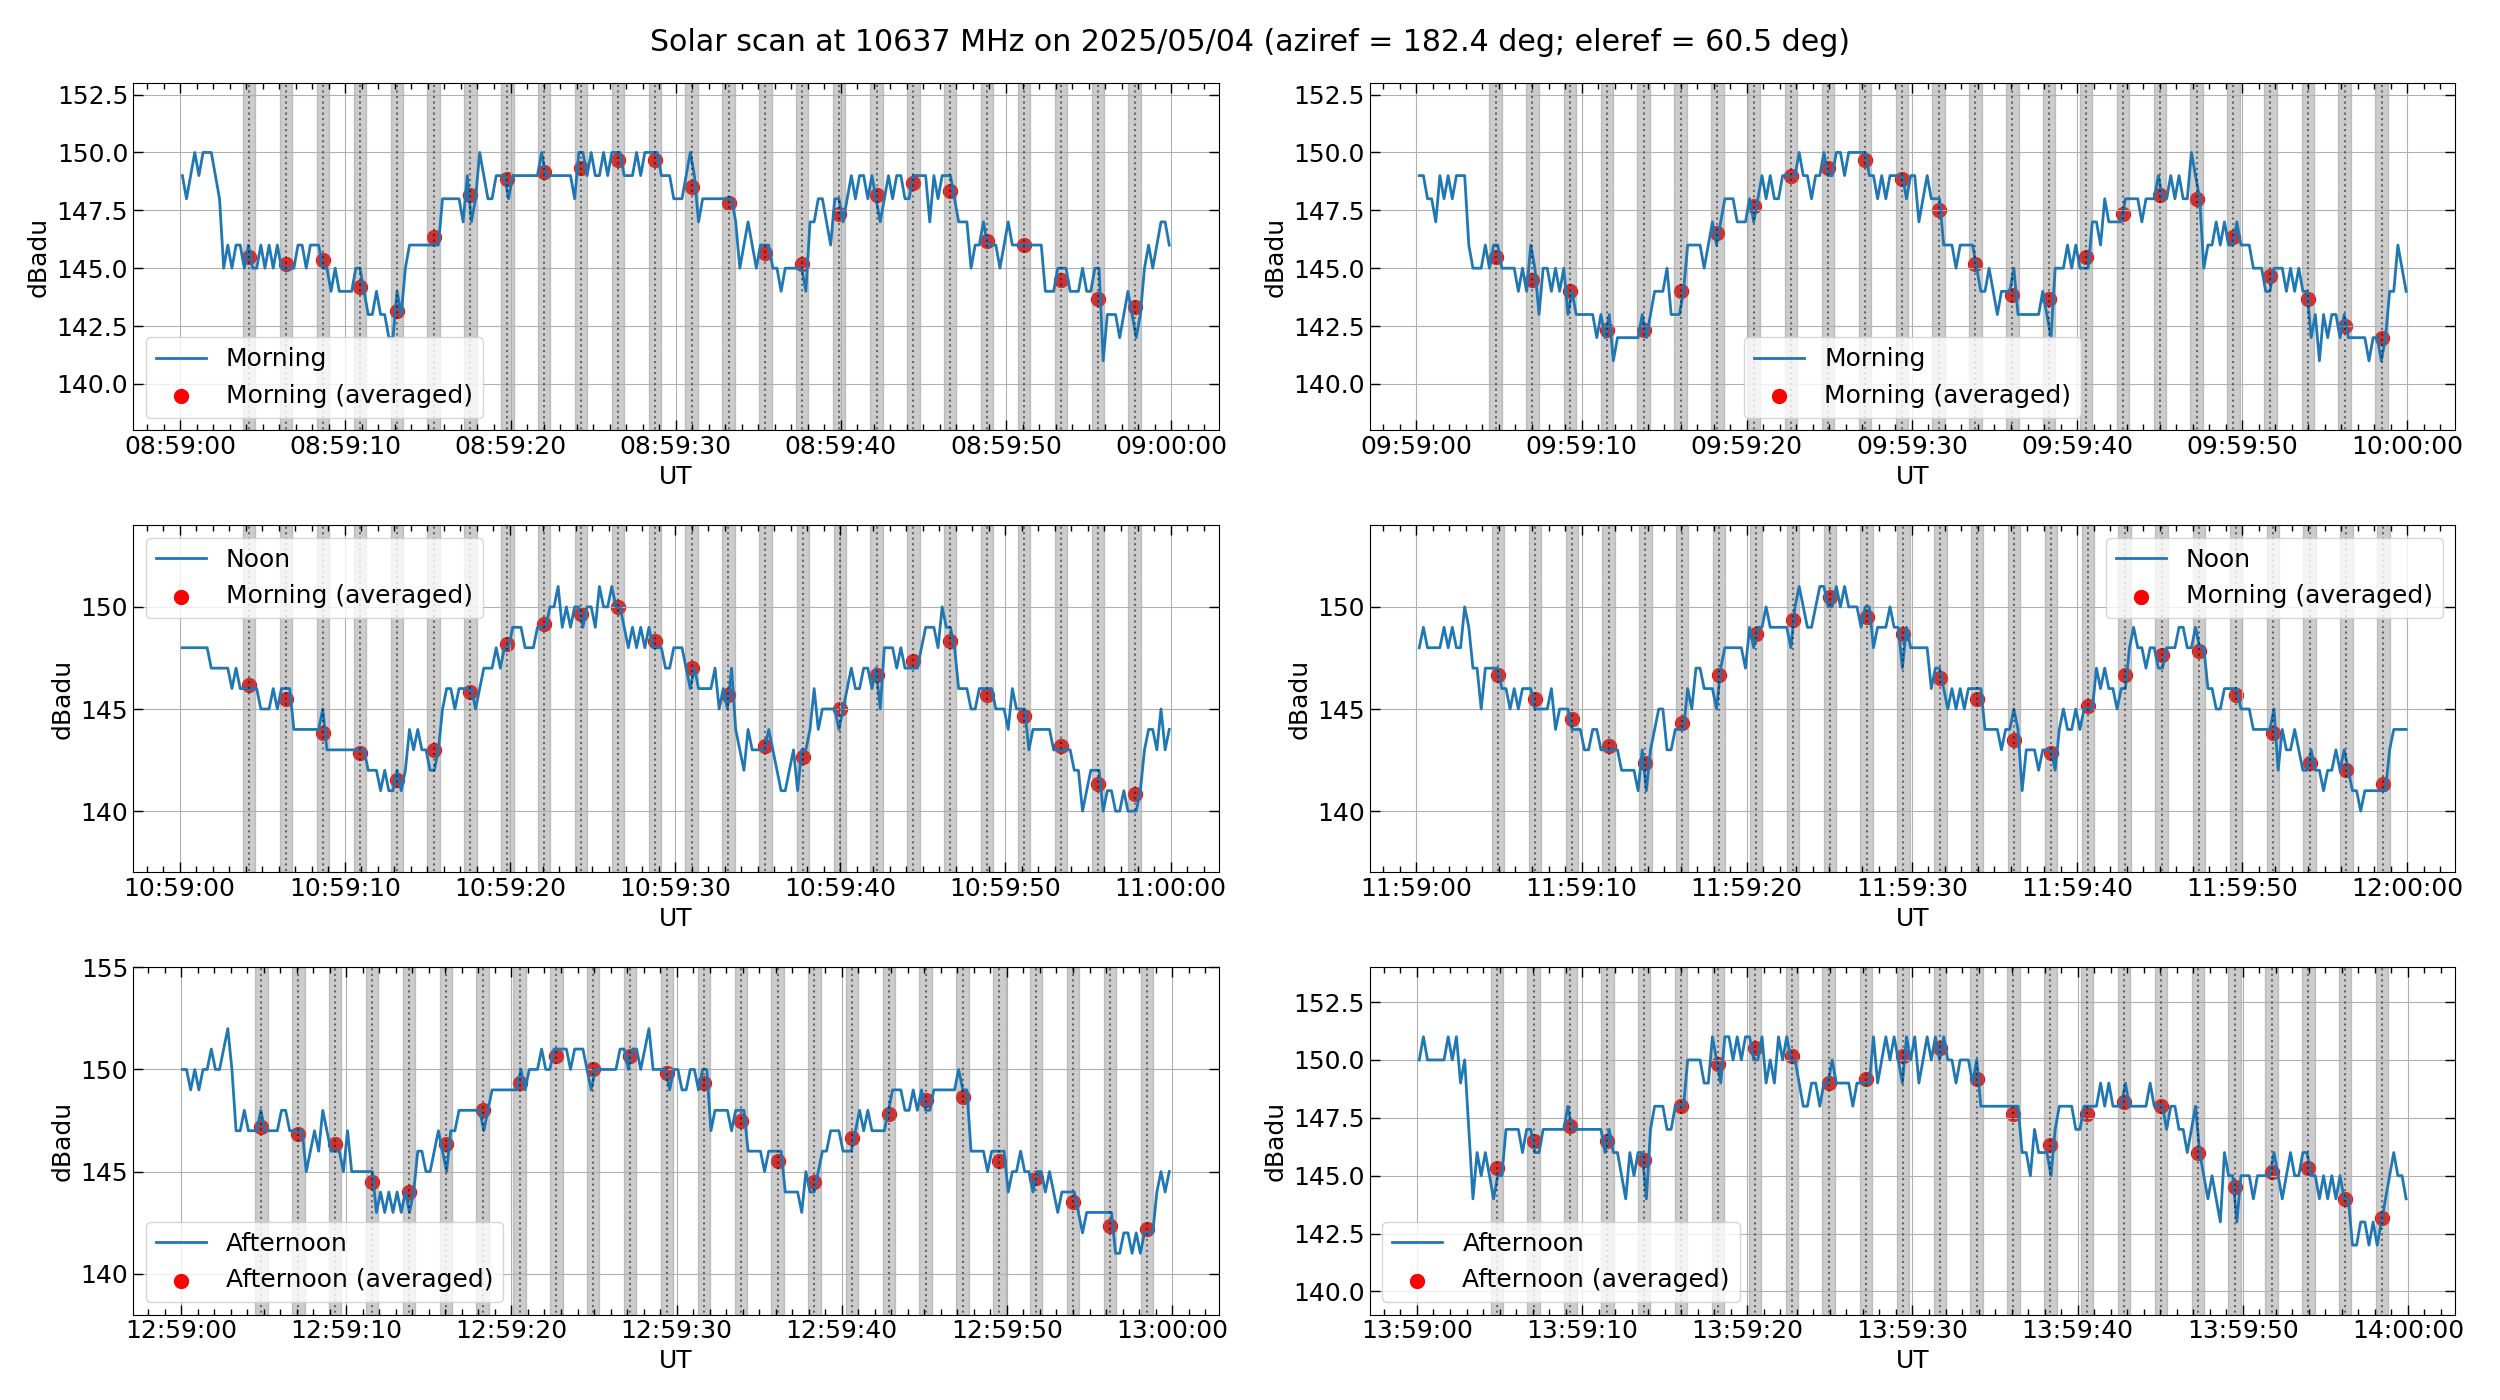 Solar scan at 10637 MHz on 2025/05/04 (aziref = 182.4 deg; eleref = 60.5 deg)
152.5
150.0
147.5
145.0
142.5
140.0
dBadu
Morning
Morning (averaged)
08:59:00 08:59:10 08:59:20 08:59:30 08:59:40 08:59:50 09:00:00
UT
152.5
150.0
147.5
145.0
142.5
140.0
dBadu
Morning
Morning (averaged)
09:59:00 09:59:10 09:59:20 09:59:30 09:59:40 09:59:50 10:00:00
UT
150
145
140
dBadu
Noon
Morning (averaged)
10:59:00 10:59:10 10:59:20 10:59:30 10:59:40 10:59:50 11:00:00
UT
150
145
140
dBadu
Noon
Morning (averaged)
11:59:00 11:59:10 11:59:20 11:59:30 11:59:40 11:59:50 12:00:00
UT
155
150
145
140
dBadu
Afternoon
Afternoon (averaged)
12:59:00 12:59:10 12:59:20 12:59:30 12:59:40 12:59:50 13:00:00
UT
152.5
150.0
147.5
145.0
142.5
140.0
dBadu
Afternoon
Afternoon (averaged)
13:59:00 13:59:10 13:59:20 13:59:30 13:59:40 13:59:50 14:00:00
UT